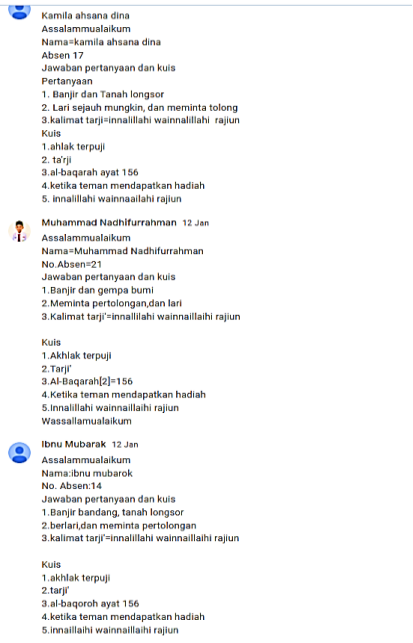 Kamila ahsana dina
Assalammualaikum
Nama=kamila ahsana dina
Absen 17
Jawaban pertanyaan dan kuis
Pertanyaan
1. Banjir dan Tanah longsor
2. Lari sejauh mungkin, dan meminta tolong
3.kalimat tarji=innalillahi wainnalillahi rajiun
Kuis
1.ahlak terpuji
2. ta'rji
3.al-baqarah ayat 156
4.ketika teman mendapatkan hadiah
5. innalillahi wainnaailahi rajiun
Muhammad Nadhifurrahman 12 Jan
Assalammualaikum
Nama=Muhammad Nadhifurrahman
No.Absen=21
Jawaban pertanyaan dan kuis
1.Banjir dan gempa bumi
2.Meminta pertolongan,dan lari
3.Kalimat tarji'=innallilahi wainnaillaihi rajiun
Kuis
1.Akhlak terpuji
2.Tarji'
3.Al-Baqarah[2]=156
4.Ketika teman mendapatkan hadiah
5.Innalillahi wainnaillaihi rajiun
Wassallamualaikum
Ibnu Mubarak 12 Jan
Assalammualaikum
Nama:ibnu mubarok
No. Absen:14
Jawaban pertanyaan dan kuis
1.Banjir bandang, tanah longsor
2.berlari,dan meminta pertolongan
3.kalimat tarji'=innalillahi wainnaillaihi rajiun
Kuis
1.akhlak terpuji
2.tarji'
3.al-baqoroh ayat 156
4.ketika teman mendapatkan hadiah
5.innaillaihi wainnaillaihi rajiun